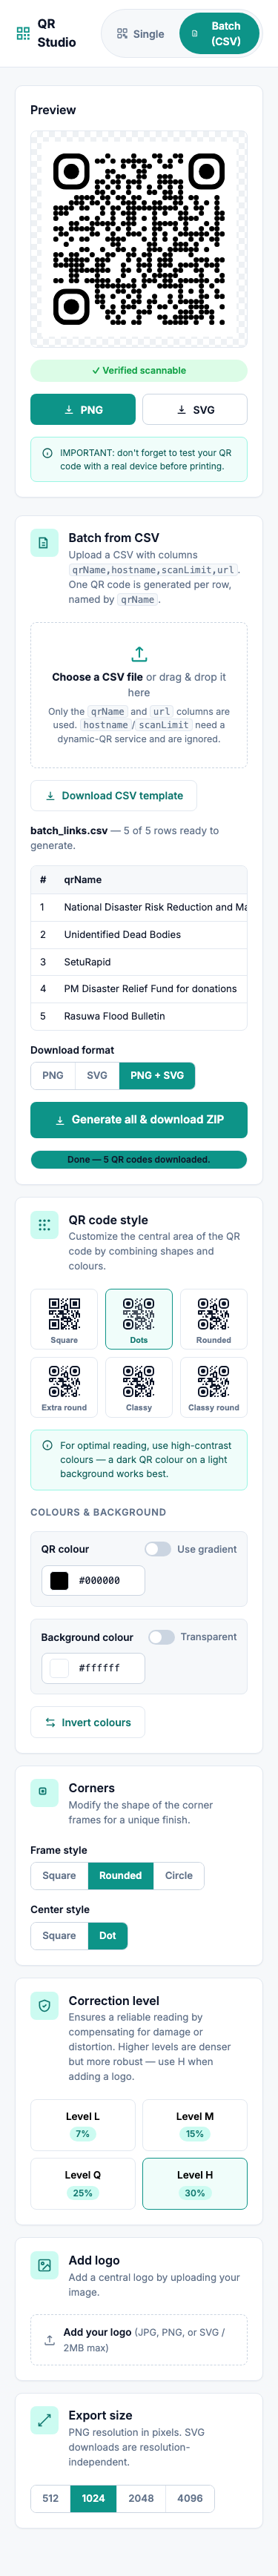 QR
Studio
Single
Batch
(CSV)
Preview
Verified scannable
PNG
SVG
IMPORTANT: don't forget to test your QR
code with a real device before printing.
Batch from CSV
Upload a CSV with columns
qrName,hostname,scanLimit,url.
One QR code is generated per row,
named by qrName.
Choose a CSV file or drag & drop it
here
Only the qrName and url columns are
used. hostname / scanLimit need a
dynamic-QR service and are ignored.
Download CSV template
batch_links.csv — 5 of 5 rows ready to
generate.
# qrName
1 National Disaster Risk Reduction and Ma
2 Unidentified Dead Bodies
3 SetuRapid
4 PM Disaster Relief Fund for donations
5 Rasuwa Flood Bulletin
Download format
PNG SVG PNG + SVG
Generate all & download ZIP
Done — 5 QR codes downloaded.
QR code style
Customize the central area of the QR
code by combining shapes and
colours.
Square Dots Rounded
Extra round Classy Classy round
For optimal reading, use high-contrast
colours — a dark QR colour on a light
background works best.
COLOURS & BACKGROUND
QR colour Use gradient
#000000
Background colour Transparent
#ffffff
Invert colours
Corners
Modify the shape of the corner
frames for a unique finish.
Frame style
Square Rounded Circle
Center style
Square Dot
Correction level
Ensures a reliable reading by
compensating for damage or
distortion. Higher levels are denser
but more robust — use H when
adding a logo.
Level L Level M
7% 15%
Level Q Level H
25% 30%
Add logo
Add a central logo by uploading your
image.
Add your logo (JPG, PNG, or SVG /
2MB max)
Export size
PNG resolution in pixels. SVG
downloads are resolution-
independent.
512 1024 2048 4096